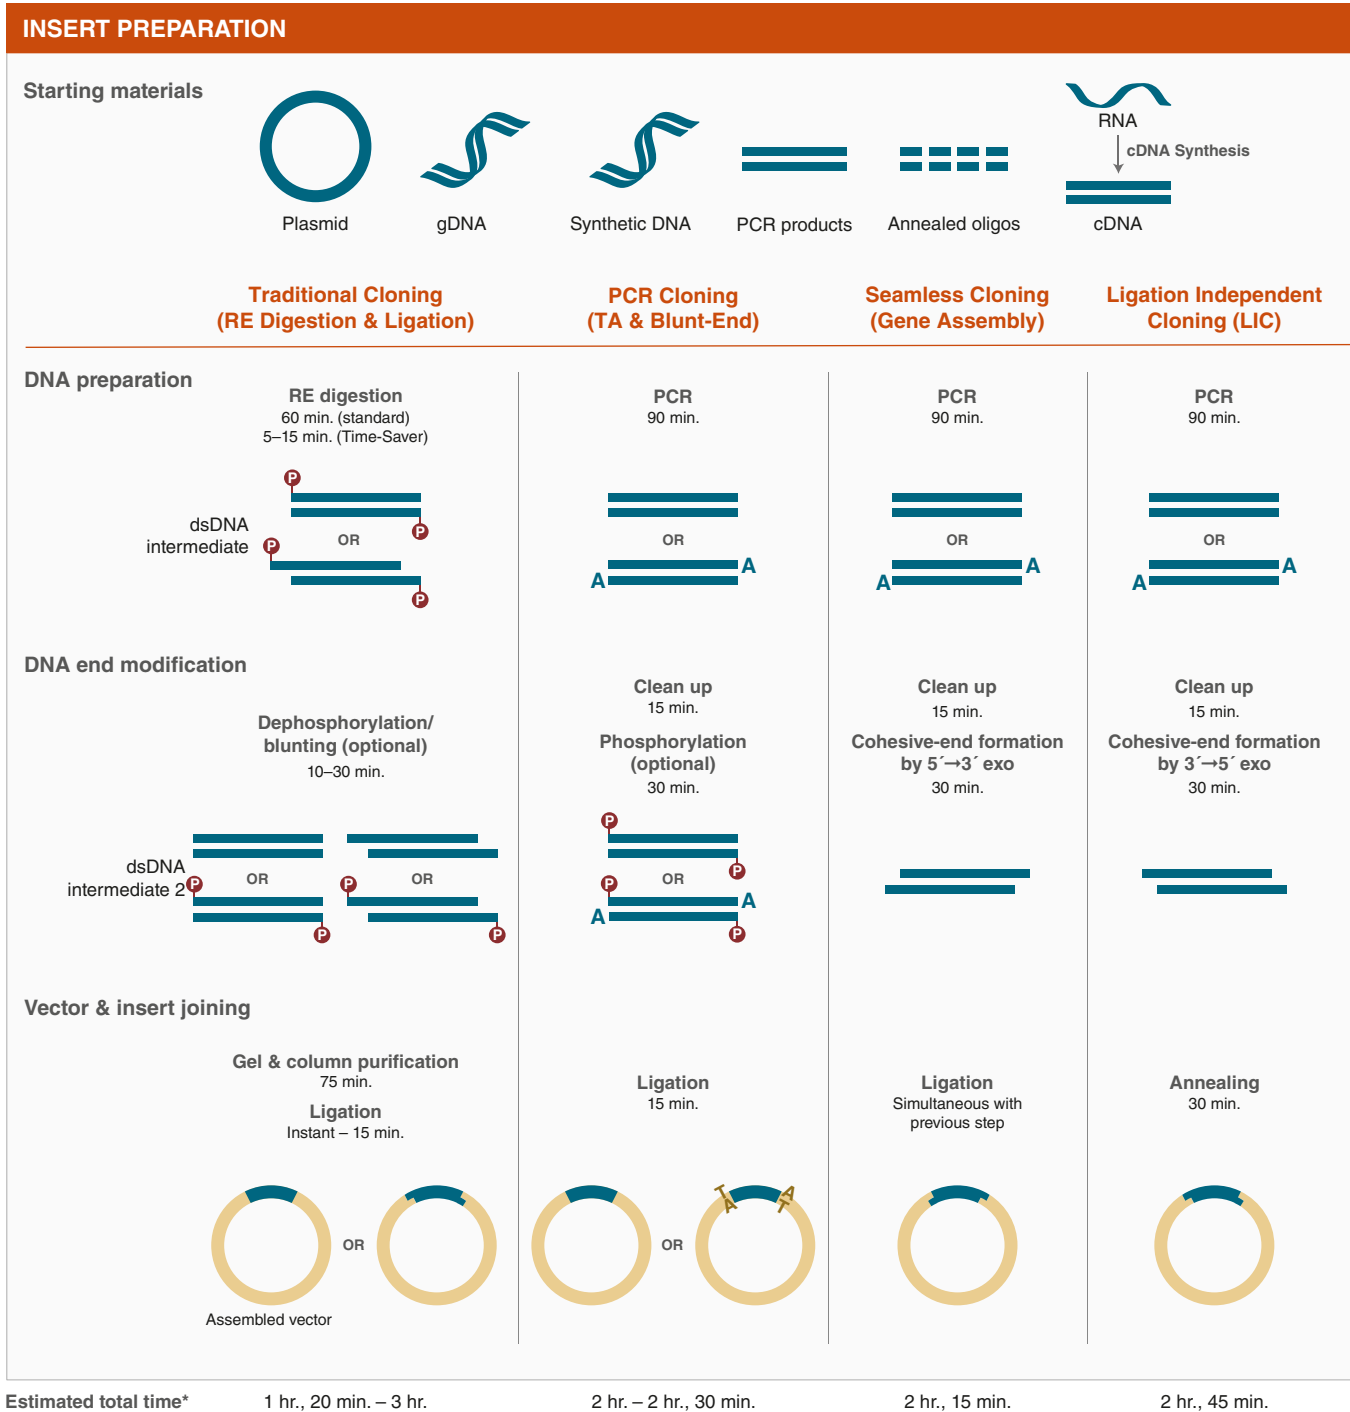 INSERT PREPARATION
Starting materials
RNA
cDNA Synthesis
Plasmid
gDNA
Synthetic DNA
PCR products
Annealed oligos
cDNA
Traditional Cloning
(RE Digestion & Ligation)
PCR Cloning
(TA & Blunt-End)
Seamless Cloning
(Gene Assembly)
Ligation Independent
Cloning (LIC)
DNA preparation
RE digestion
60 min. (standard)
5–15 min. (Time-Saver)
PCR
90 min.
PCR
90 min.
PCR
90 min.
dsDNA
intermediate
P
P
OR
P
P
OR
A
A
OR
A
A
OR
A
A
DNA end modification
Dephosphorylation/
blunting (optional)
10–30 min.
Clean up
15 min.
Phosphorylation
(optional)
30 min.
Clean up
15 min.
Cohesive-end formation
by 5´→3´ exo
30 min.
Clean up
15 min.
Cohesive-end formation
by 3´→5´ exo
30 min.
dsDNA
intermediate 2
OR
P
P
OR
P
P
P
P
OR
P
A
A
P
Vector & insert joining
Gel & column purification
75 min.
Ligation
Instant – 15 min.
Ligation
15 min.
Ligation
Simultaneous with
previous step
Annealing
30 min.
OR
Assembled vector
OR
T
A
A
T
Estimated total time*
1 hr., 20 min. – 3 hr.
2 hr. – 2 hr., 30 min.
2 hr., 15 min.
2 hr., 45 min.